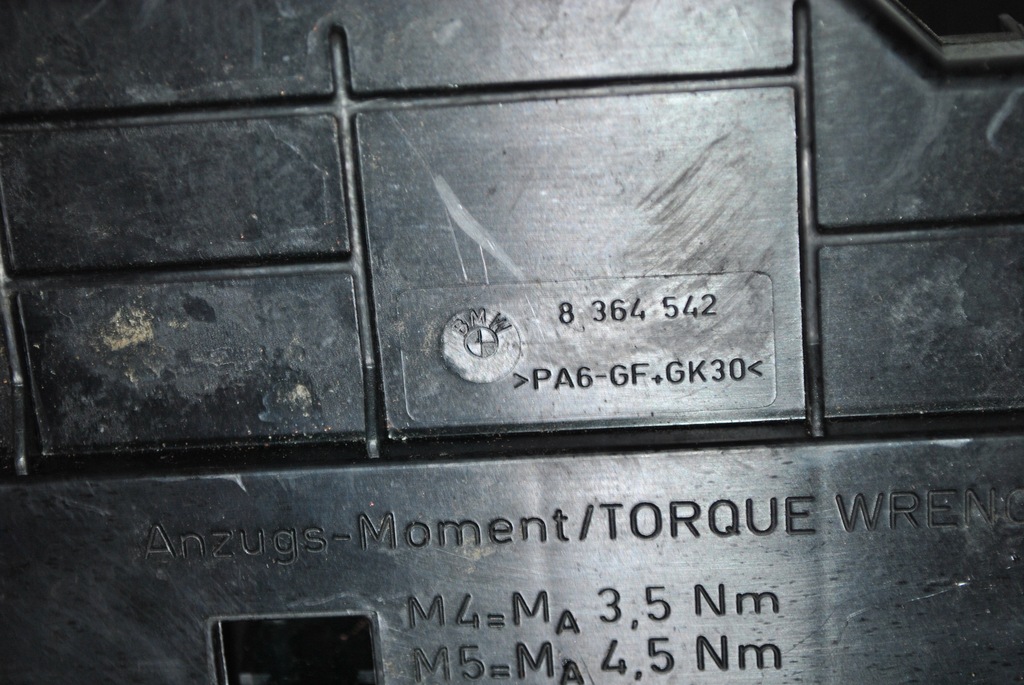 8 364 542
BMW
>PA6-GF+GK30<
Anzugs-Moment/TORQUE WRENC
M4=MA 3,5 Nm
M5=MA 4,5 Nm